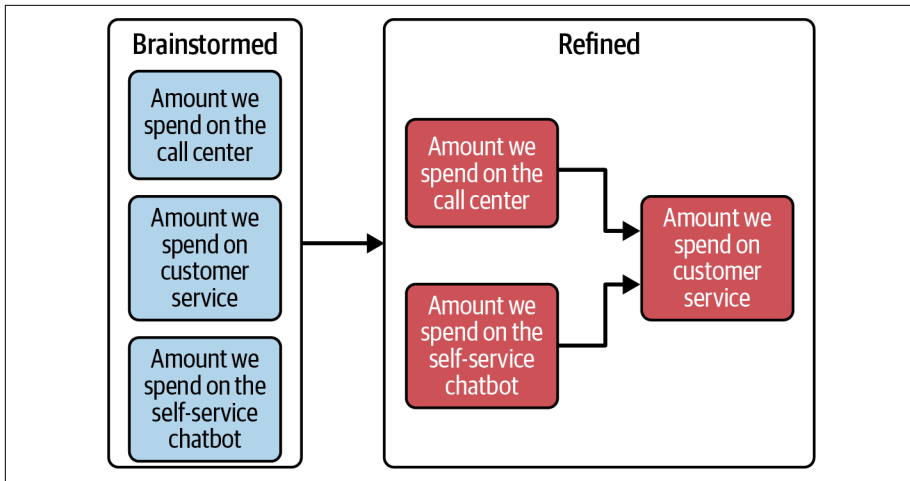 Brainstormed
Amount we
spend on the
call center
Amount we
spend on
customer
service
Amount we
spend on the
self-service
chatbot
Refined
Amount we
spend on the
call center
Amount we
spend on the
self-service
chatbot
Amount we
spend on
customer
service